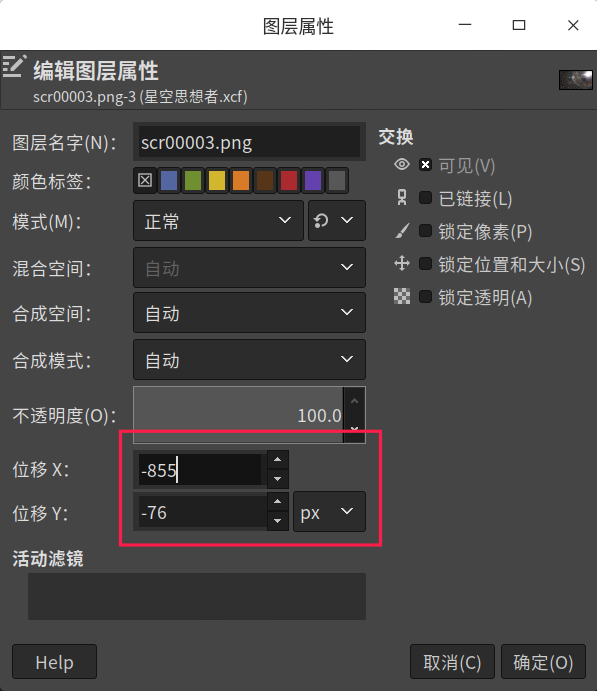 图层属性
编辑图层属性
scr00003.png-3 (星空思想者.xcf)
图层名字(N)： scr00003.png
颜色标签：
模式(M)： 正常
混合空间： 自动
合成空间： 自动
合成模式： 自动
不透明度(O)： 100.0
位移 X： -855
位移 Y： -76 px
活动滤镜
交换
可见(V)
已链接(L)
锁定像素(P)
锁定位置和大小(S)
锁定透明(A)
Help 取消(C) 确定(O)